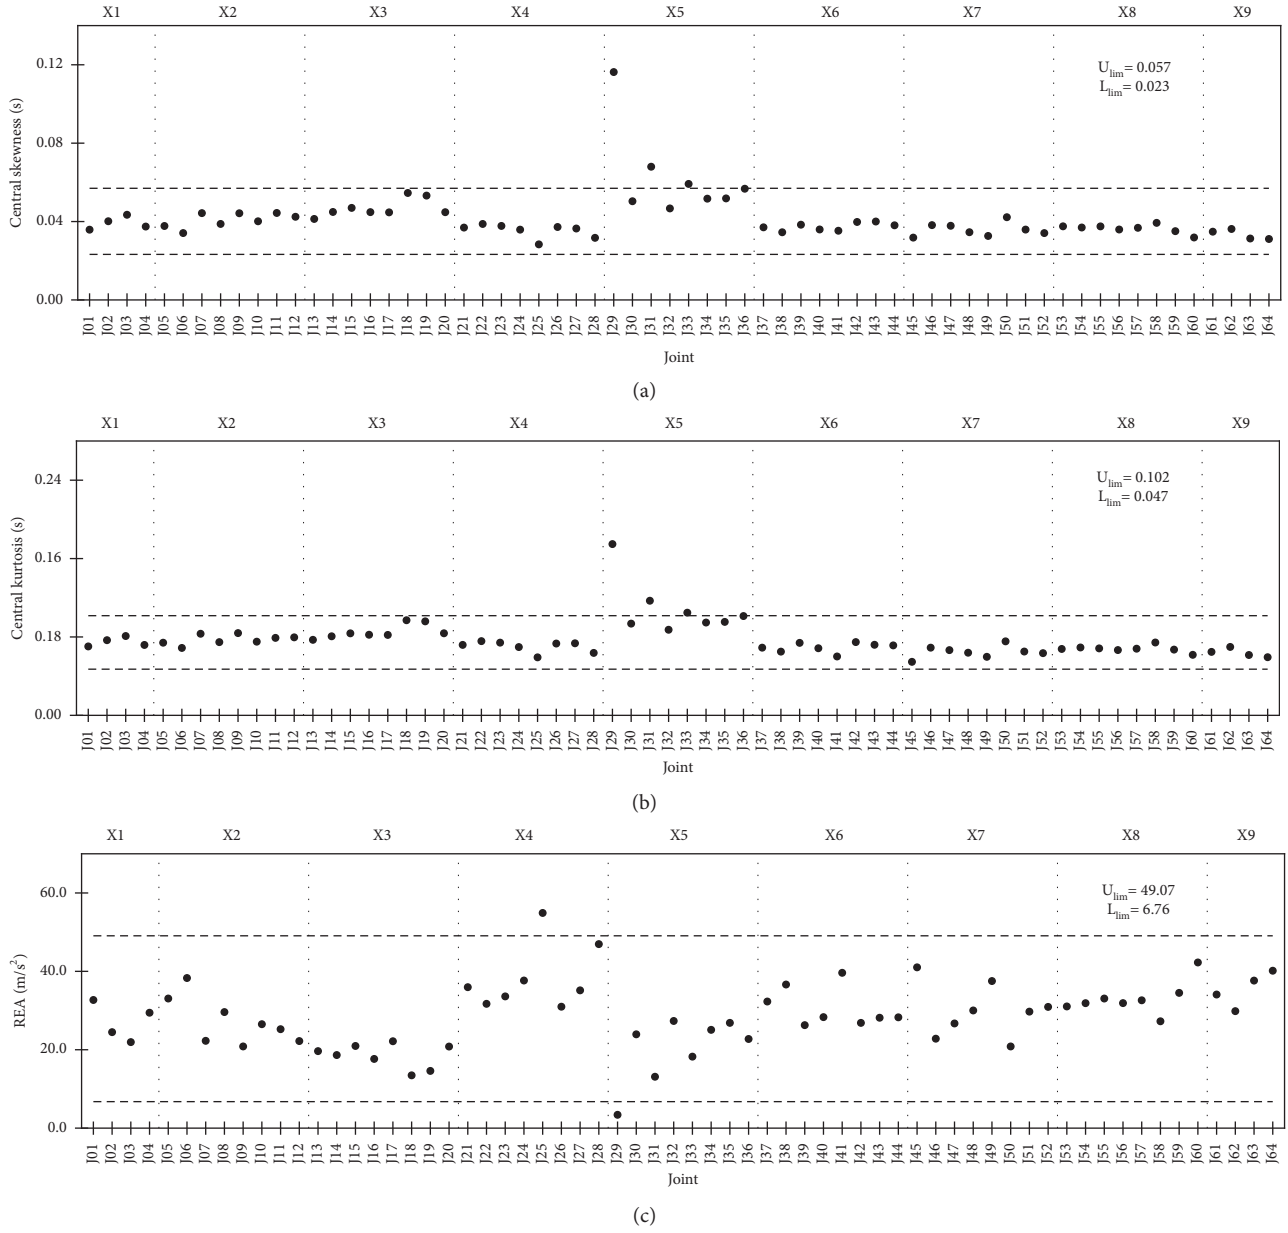 X1 X2 X3 X4 X5 X6 X7 X8 X9
0.12
0.08
0.04
0.00
Central skewness (s)
Ulim= 0.057
Llim= 0.023
J01 J02 J03 J04 J05 J06 J07 J08 J09 J10 J11 J12 J13 J14 J15 J16 J17 J18 J19 J20 J21 J22 J23 J24 J25 J26 J27 J28 J29 J30 J31 J32 J33 J34 J35 J36 J37 J38 J39 J40 J41 J42 J43 J44 J45 J46 J47 J48 J49 J50 J51 J52 J53 J54 J55 J56 J57 J58 J59 J60 J61 J62 J63 J64
Joint
(a)
X1 X2 X3 X4 X5 X6 X7 X8 X9
0.24
0.16
0.18
0.00
Central kurtosis (s)
Ulim= 0.102
Llim= 0.047
J01 J02 J03 J04 J05 J06 J07 J08 J09 J10 J11 J12 J13 J14 J15 J16 J17 J18 J19 J20 J21 J22 J23 J24 J25 J26 J27 J28 J29 J30 J31 J32 J33 J34 J35 J36 J37 J38 J39 J40 J41 J42 J43 J44 J45 J46 J47 J48 J49 J50 J51 J52 J53 J54 J55 J56 J57 J58 J59 J60 J61 J62 J63 J64
Joint
(b)
X1 X2 X3 X4 X5 X6 X7 X8 X9
60.0
40.0
20.0
0.0
REA (m/s²)
Ulim= 49.07
Llim= 6.76
J01 J02 J03 J04 J05 J06 J07 J08 J09 J10 J11 J12 J13 J14 J15 J16 J17 J18 J19 J20 J21 J22 J23 J24 J25 J26 J27 J28 J29 J30 J31 J32 J33 J34 J35 J36 J37 J38 J39 J40 J41 J42 J43 J44 J45 J46 J47 J48 J49 J50 J51 J52 J53 J54 J55 J56 J57 J58 J59 J60 J61 J62 J63 J64
Joint
(c)